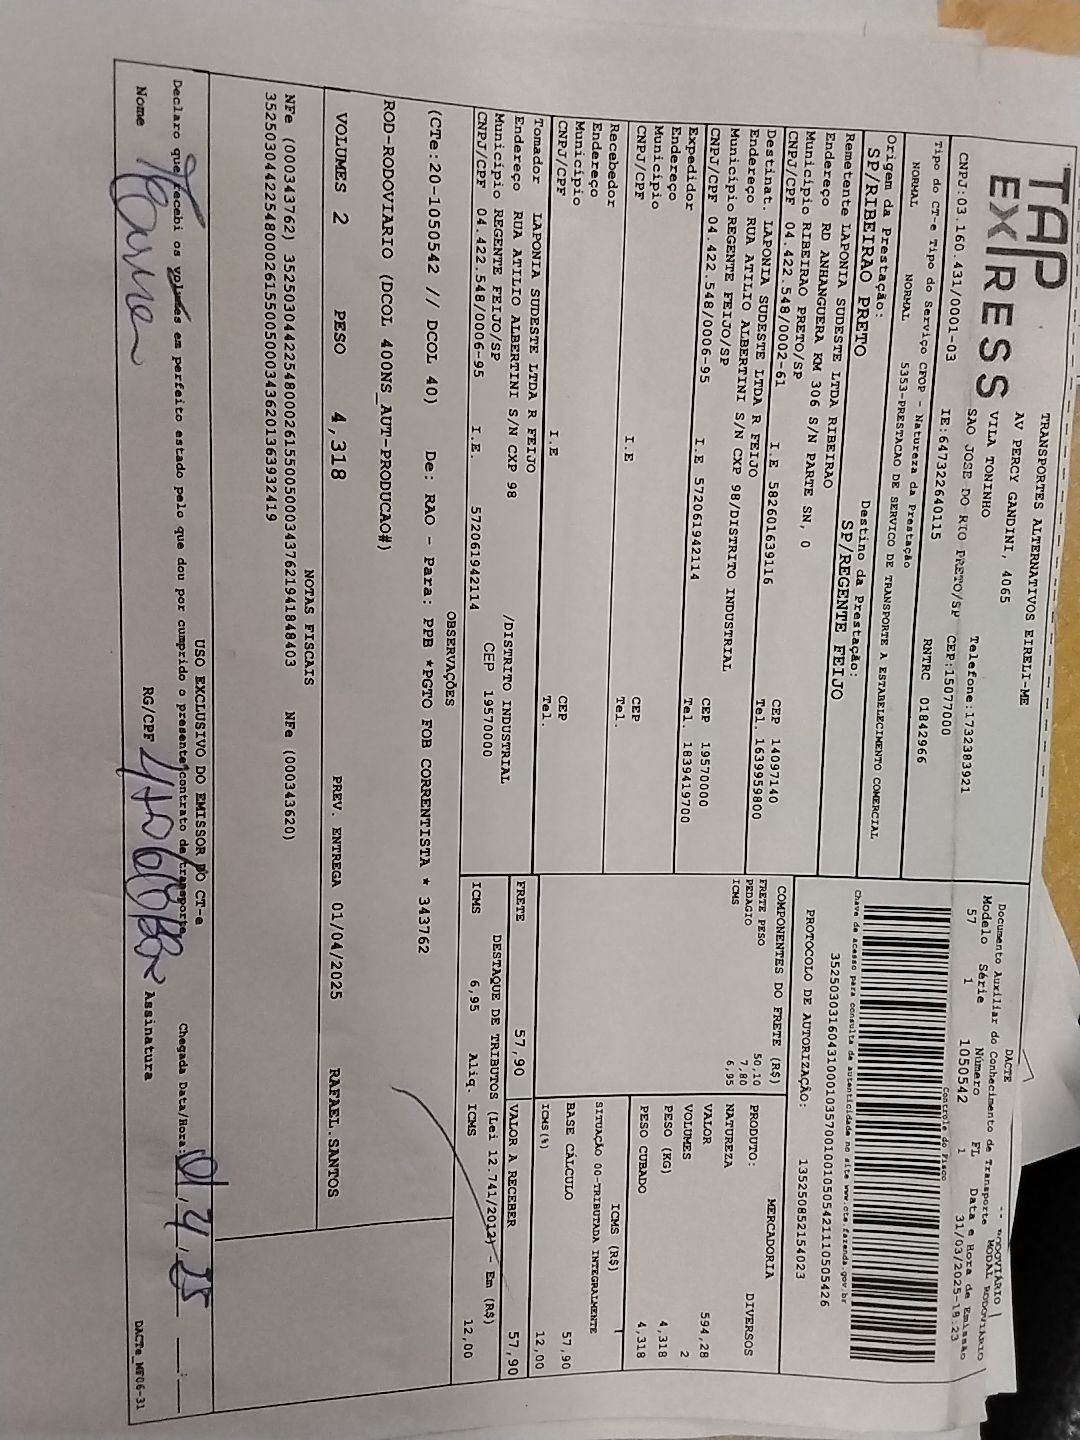 TAP
EXPRESS
TRANSPORTES ALTERNATIVOS EIRELI-ME
AV PERCY GANDINI, 4065
VILA TONINHO Telefone:1732383921
SAO JOSE DO RIO PRETO/SP CEP:15077000
CNPJ:03.160.431/0001-03 IE:647322640115 RNTRC 01842966
Tipo do CT-e Tipo do Serviço CFOP - Natureza da Prestação
NORMAL NORMAL 5353-PRESTACAO DE SERVICO DE TRANSPORTE A ESTABELECIMENTO COMERCIAL
Origem da Prestação: Destino da Prestação:
SP/RIBEIRAO PRETO SP/REGENTE FEIJO
Remetente LAPONIA SUDESTE LTDA RIBEIRAO
Endereço RD ANHANGUERA KM 306 S/N PARTE SN, 0
Município RIBEIRAO PRETO/SP CEP 14097140
CNPJ/CPF 04.422.548/0002-61 I.E 582601639116 Tel. 1639959800
Destinat. LAPONIA SUDESTE LTDA R FEIJO
Endereço RUA ATILIO ALBERTINI S/N CXP 98/DISTRITO INDUSTRIAL
Município REGENTE FEIJO/SP CEP 19570000
CNPJ/CPF 04.422.548/0006-95 I.E 572061942114 Tel. 1839419700
Expedidor
Endereço
Município CEP
CNPJ/CPF I.E Tel.
Recebedor
Endereço
Município CEP
CNPJ/CPF I.E Tel.
Tomador LAPONIA SUDESTE LTDA R FEIJO
Endereço RUA ATILIO ALBERTINI S/N CXP 98 /DISTRITO INDUSTRIAL
Município REGENTE FEIJO/SP CEP 19570000
CNPJ/CPF 04.422.548/0006-95 I.E. 572061942114
DACTE
RODOVIÁRIO
Documento Auxiliar do Conhecimento de Transporte MODAL RODOVIÁRIO
Modelo Série Número FL Data e Hora de Emissão
57 1 1050542 1 31/03/2025-18:23
Controle do Fisco
Chave de acesso para consulta de autenticidade no site www.cte.fazenda.gov.br
35250303160431000103570010010505421110505426
PROTOCOLO DE AUTORIZAÇÃO: 135250852154023
COMPONENTES DO FRETE (R$)
FRETE PESO 50,10
PEDAGIO 7,80
ICMS 6,95
MERCADORIA
PRODUTO: DIVERSOS
NATUREZA
VALOR 594,28
VOLUMES 2
PESO (KG) 4,318
PESO CUBADO 4,318
ICMS (R$)
SITUAÇÃO 00-TRIBUTADA INTEGRALMENTE
BASE CÁLCULO 57,90
ICMS(%) 12,00
FRETE 57,90 VALOR A RECEBER 57,90
DESTAQUE DE TRIBUTOS (Lei 12.741/2012) - Em (R$)
ICMS 6,95 Aliq. ICMS 12,00
OBSERVAÇÕES
(CTe:20-1050542 // DCOL 40) De: RAO - Para: PPB *PGTO FOB CORRENTISTA * 343762
ROD-RODOVIARIO (DCOL 400NS_AUT-PRODUCAO#)
VOLUMES 2 PESO 4,318 PREV. ENTREGA 01/04/2025 RAFAEL.SANTOS
NOTAS FISCAIS
NFe (000343762) 35250304422548000261550050003437621941848403 NFe (000343620)
35250304422548000261550050003436201363932419
USO EXCLUSIVO DO EMISSOR DO CT-e
Declaro que recebi os volumes em perfeito estado pelo que dou por cumprido o presente contrato de transporte Chegada Data/Hora: 01/4/25
Nome RG/CPF Assinatura
DACTe_MF06-31